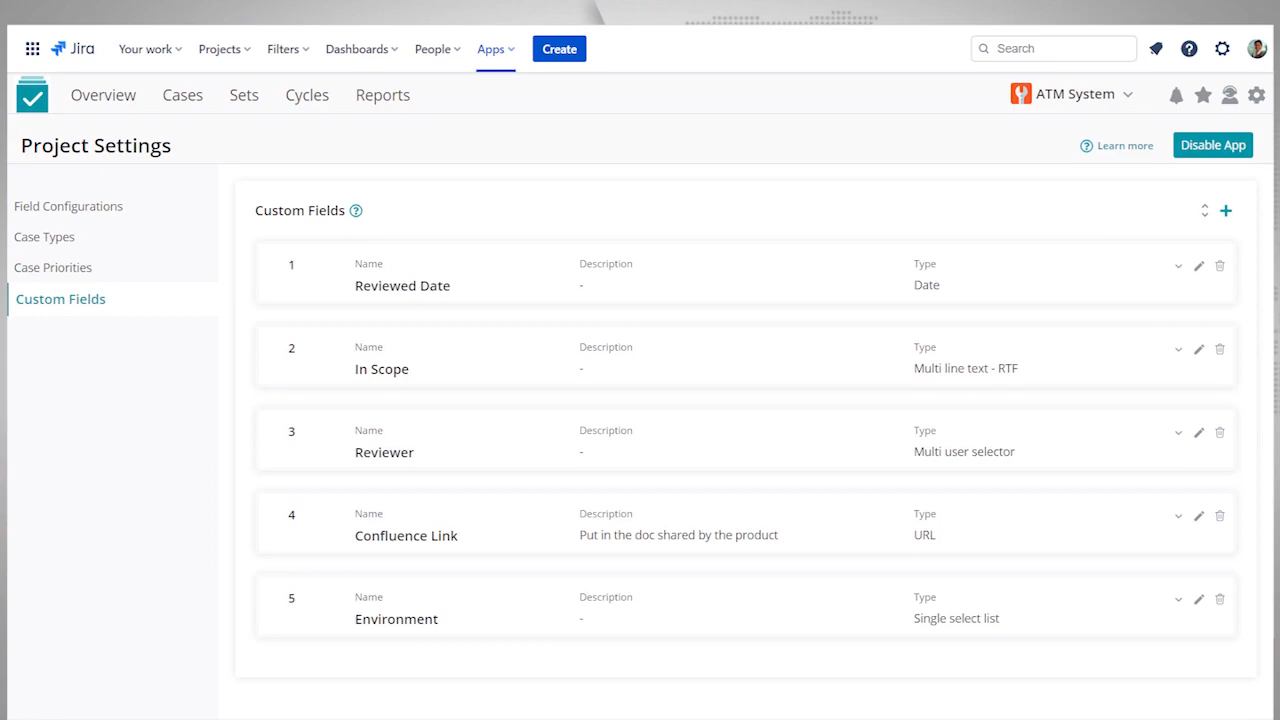 Jira Your work Projects Filters Dashboards People Apps Create Search
Overview Cases Sets Cycles Reports ATM System
Project Settings Learn more Disable App
Field Configurations
Case Types
Case Priorities
Custom Fields
Custom Fields
1 Name Description Type
Reviewed Date - Date
2 Name Description Type
In Scope - Multi line text - RTF
3 Name Description Type
Reviewer - Multi user selector
4 Name Description Type
Confluence Link Put in the doc shared by the product URL
5 Name Description Type
Environment - Single select list